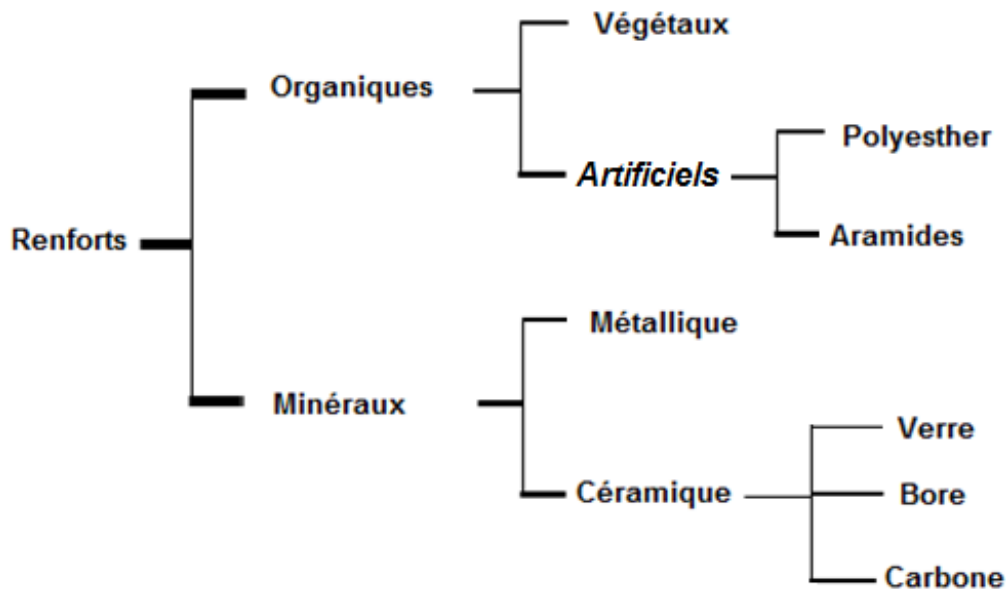 Végétaux
Organiques
Polyesther
Artificiels
Renforts
Aramides
Métallique
Minéraux
Verre
Céramique
Bore
Carbone